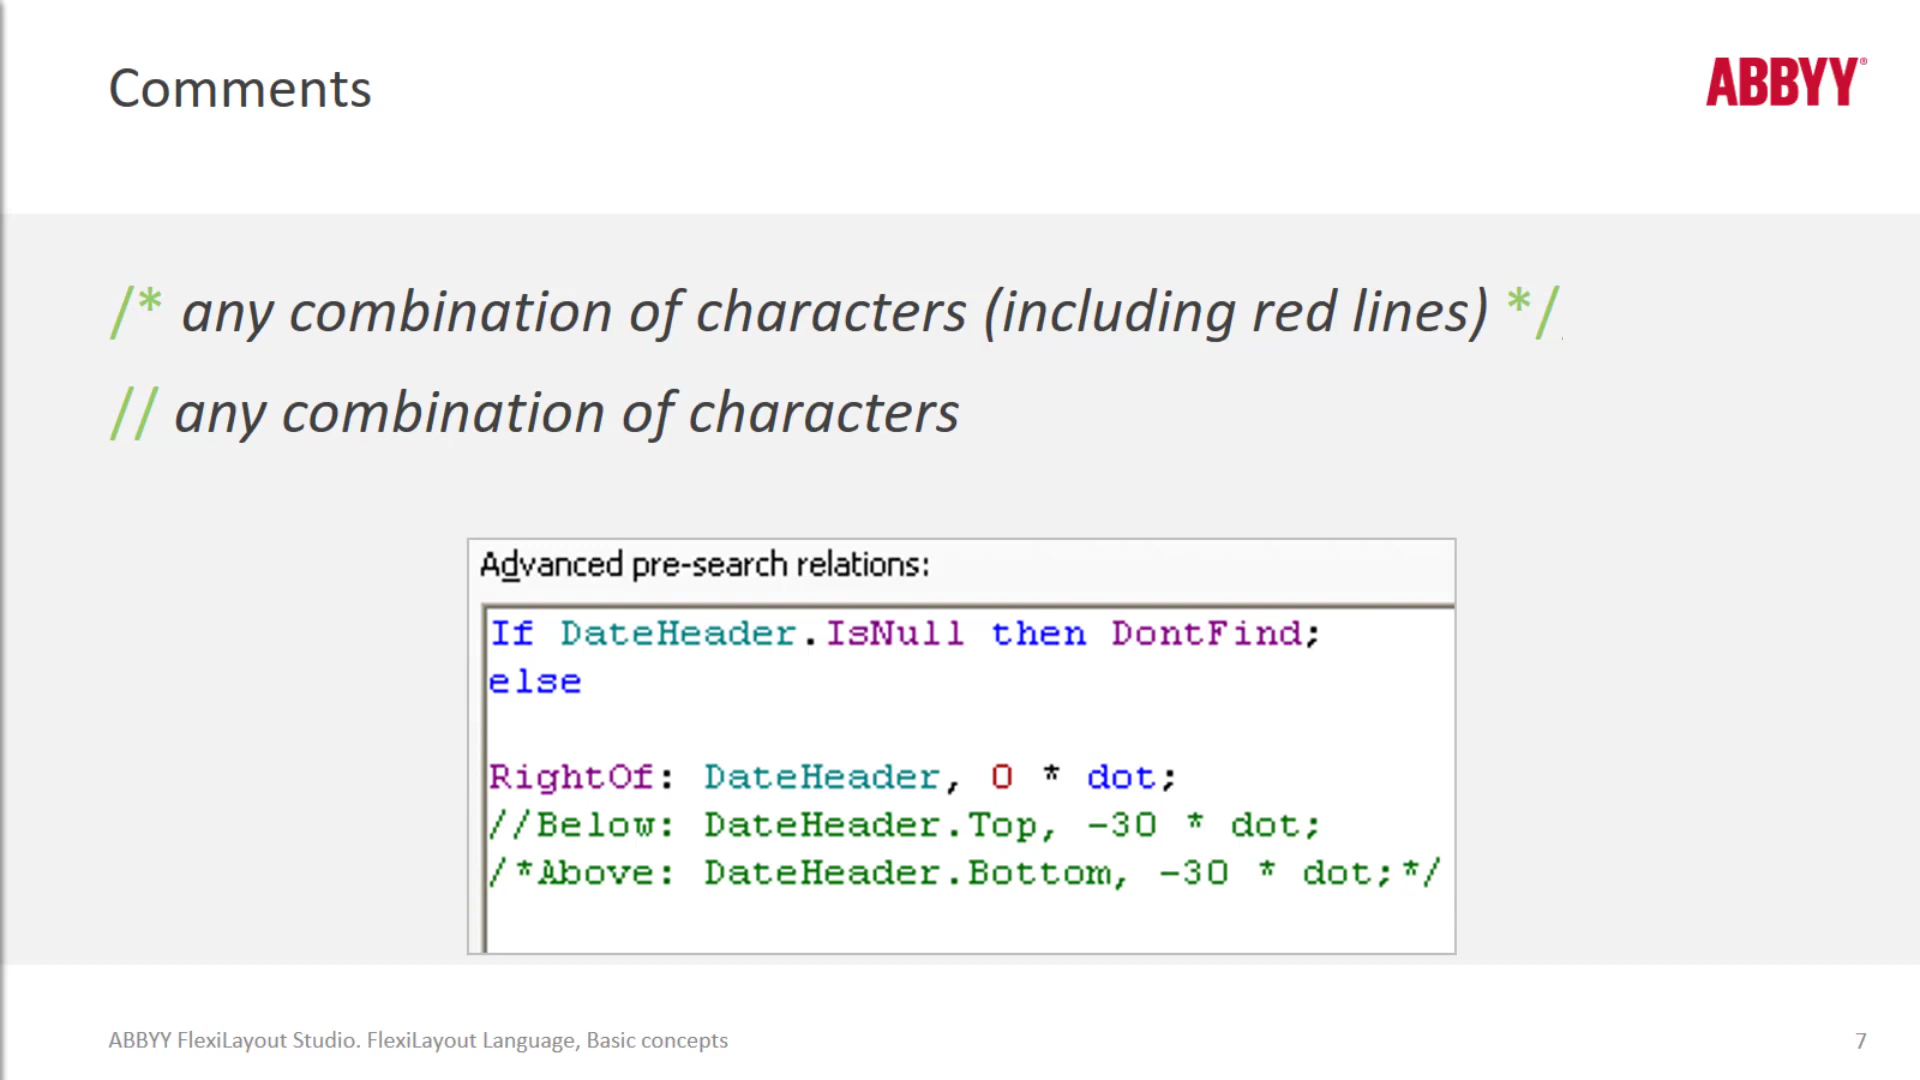 Comments
ABBYY®
/* any combination of characters (including red lines) */
// any combination of characters
Advanced pre-search relations:
If DateHeader.IsNull then DontFind;
else
RightOf: DateHeader, 0 * dot;
//Below: DateHeader.Top, -30 * dot;
/*Above: DateHeader.Bottom, -30 * dot;*/
ABBYY FlexiLayout Studio. FlexiLayout Language, Basic concepts
7